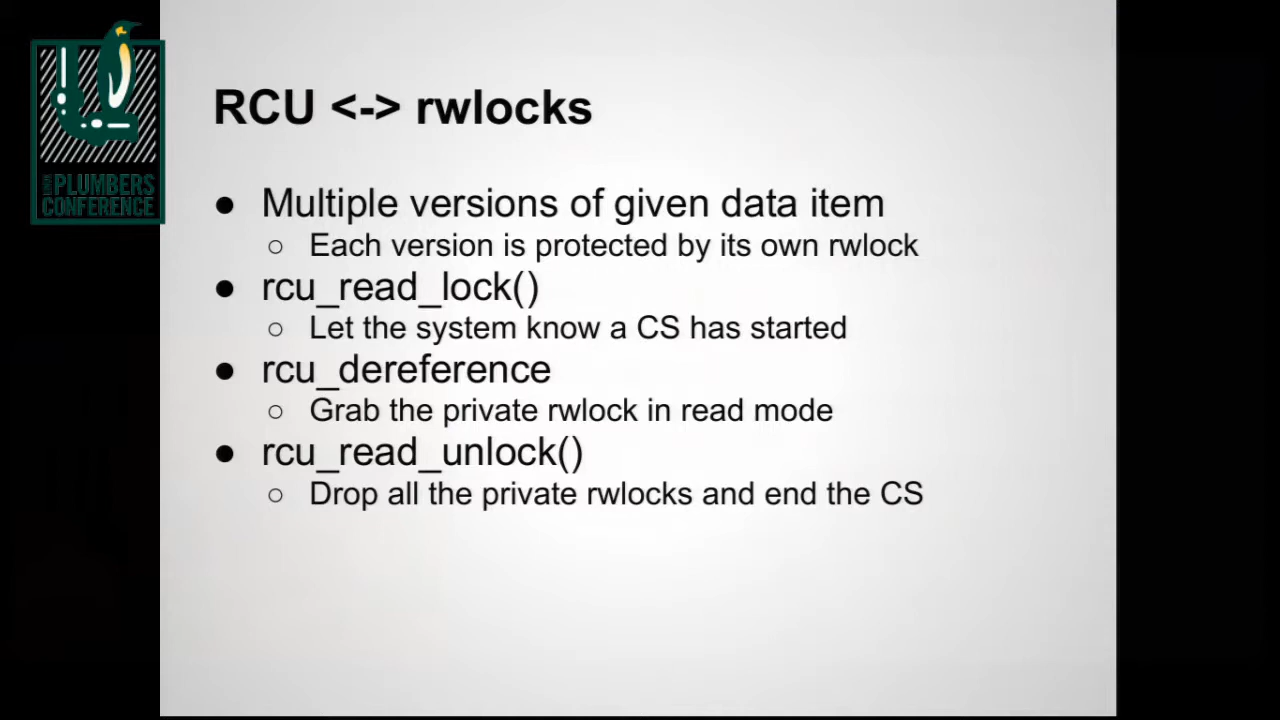 LINUX
PLUMBERS
CONFERENCE
RCU <-> rwlocks
● Multiple versions of given data item
○ Each version is protected by its own rwlock
● rcu_read_lock()
○ Let the system know a CS has started
● rcu_dereference
○ Grab the private rwlock in read mode
● rcu_read_unlock()
○ Drop all the private rwlocks and end the CS